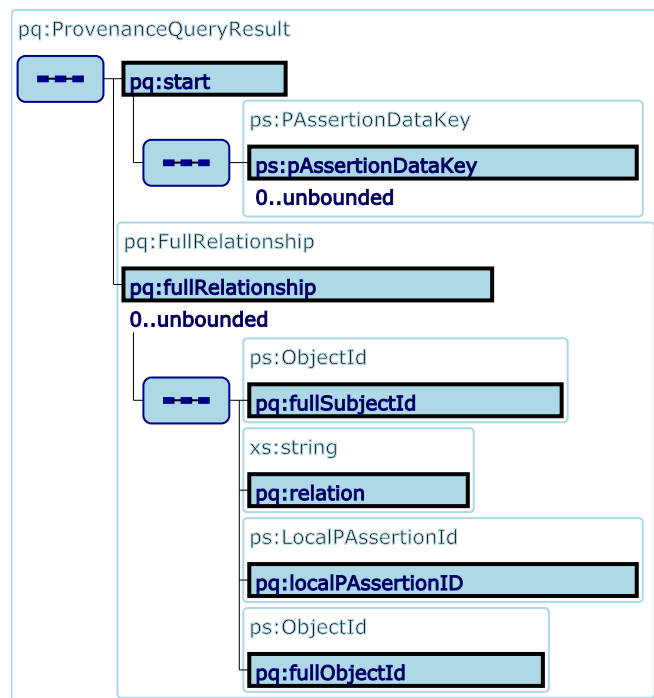 pq:ProvenanceQueryResult
pq:start
ps:PAssertionDataKey
ps:pAssertionDataKey
0..unbounded
pq:FullRelationship
pq:fullRelationship
0..unbounded
ps:ObjectId
pq:fullSubjectId
xs:string
pq:relation
ps:LocalPAssertionId
pq:localPAssertionID
ps:ObjectId
pq:fullObjectId